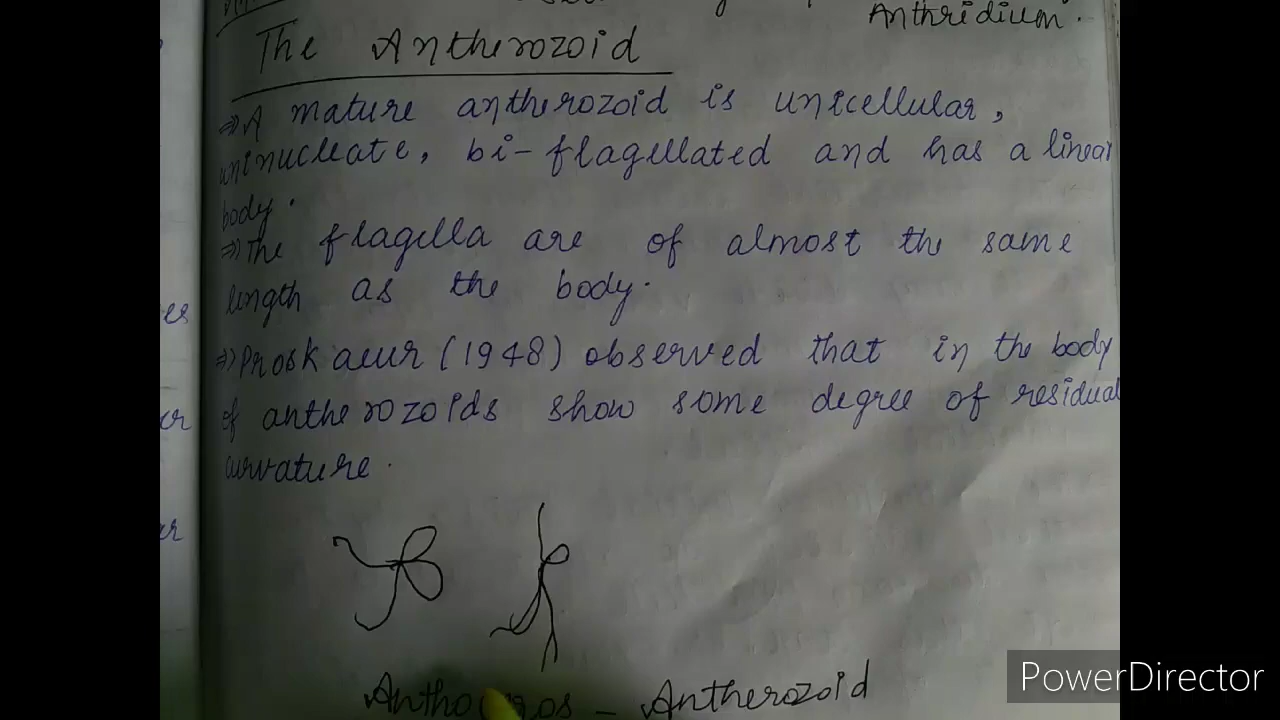 Anthridium.
The Antherozoid
⇒ A mature antherozoid is unicellular,
uninucleate, bi-flagellated and has a linear
body.
⇒ The flagella are of almost the same
length as the body.
⇒ Proskaeur (1948) observed that in the body
of antherozoids show some degree of residual
curvature.
- Antherozoid
PowerDirector